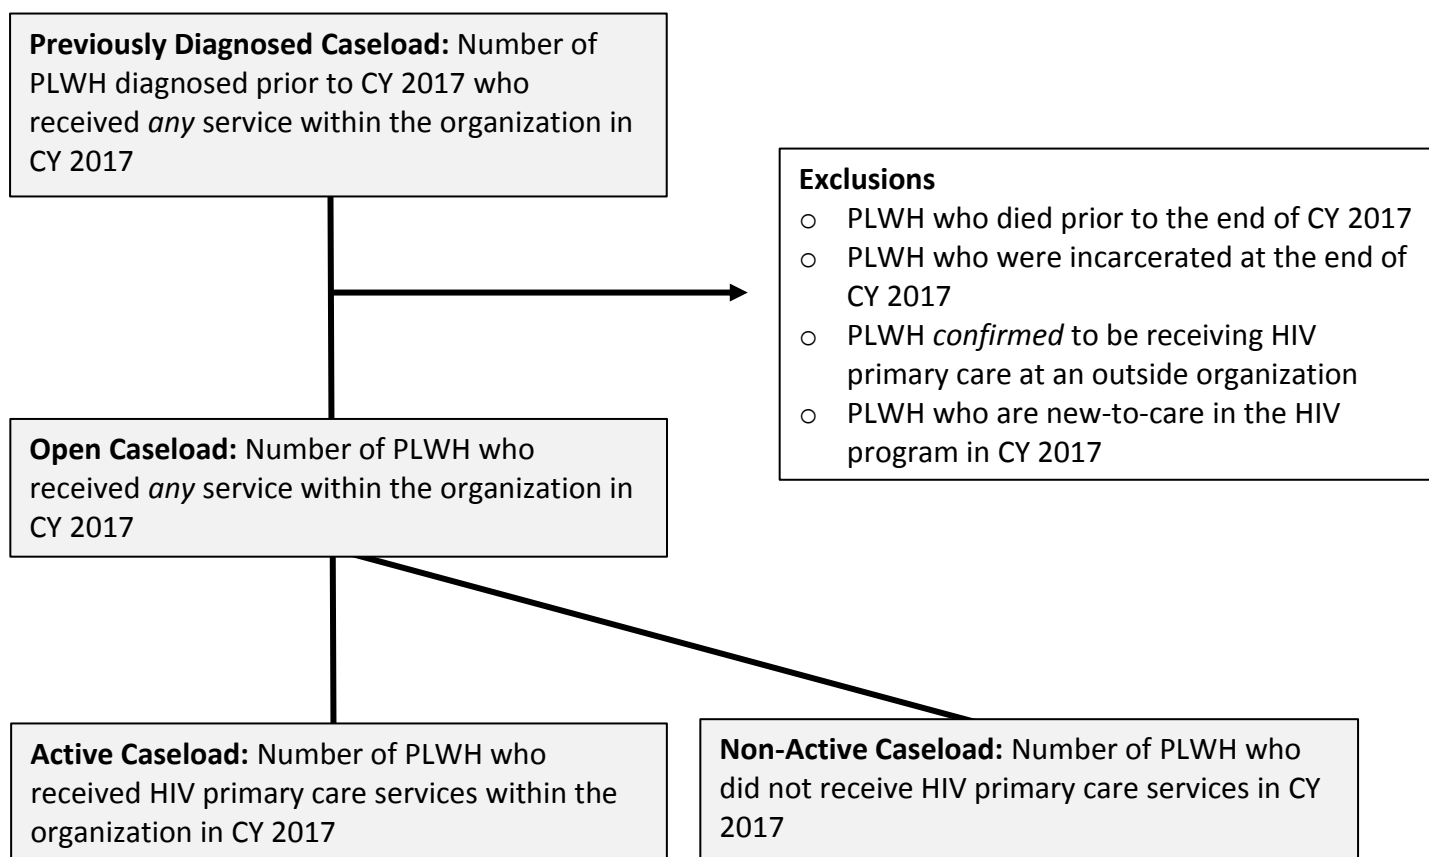 Previously Diagnosed Caseload: Number of
PLWH diagnosed prior to CY 2017 who
received any service within the organization in
CY 2017
Exclusions
o PLWH who died prior to the end of CY 2017
o PLWH who were incarcerated at the end of
CY 2017
o PLWH confirmed to be receiving HIV
primary care at an outside organization
o PLWH who are new-to-care in the HIV
program in CY 2017
Open Caseload: Number of PLWH who
received any service within the organization in
CY 2017
Active Caseload: Number of PLWH who
received HIV primary care services within the
organization in CY 2017
Non-Active Caseload: Number of PLWH who
did not receive HIV primary care services in CY
2017